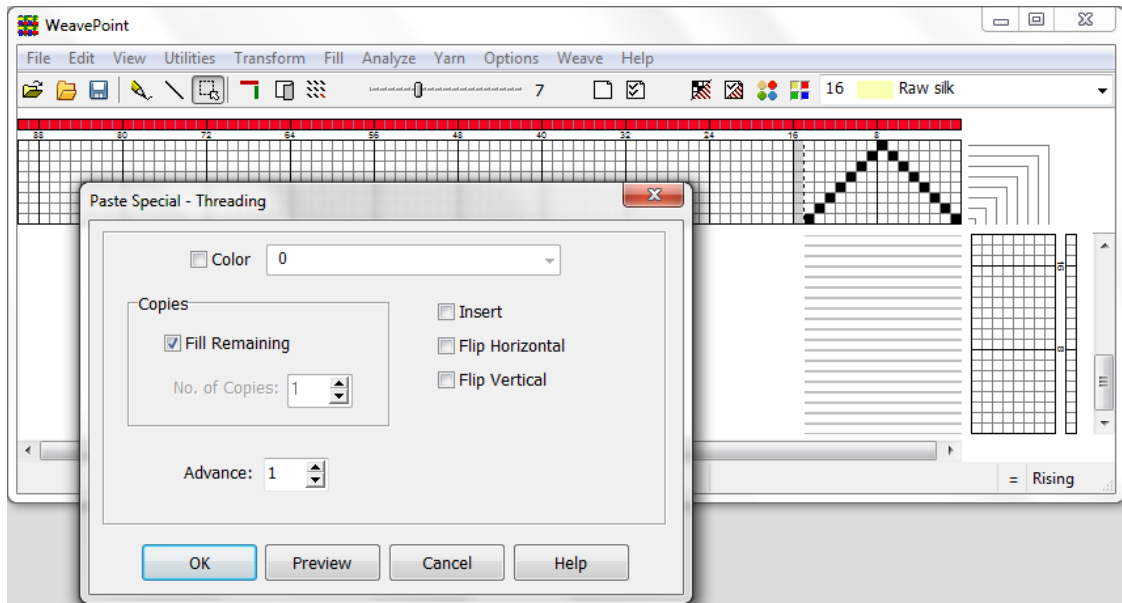 WeavePoint
File Edit View Utilities Transform Fill Analyze Yarn Options Weave Help
7 16 Raw silk
88 80 72 64 56 48 40 32 24 16 8
Paste Special - Threading
Color 0
Copies
Fill Remaining
No. of Copies: 1
Insert
Flip Horizontal
Flip Vertical
Advance: 1
OK Preview Cancel Help
16
8
= Rising